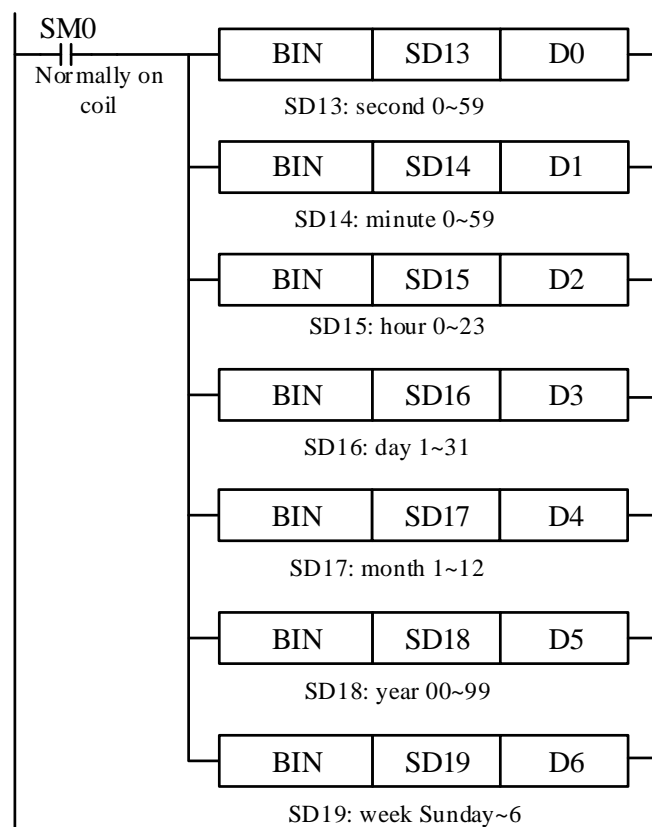 SM0
Normally on
coil
BIN SD13 D0
SD13: second 0~59
BIN SD14 D1
SD14: minute 0~59
BIN SD15 D2
SD15: hour 0~23
BIN SD16 D3
SD16: day 1~31
BIN SD17 D4
SD17: month 1~12
BIN SD18 D5
SD18: year 00~99
BIN SD19 D6
SD19: week Sunday~6